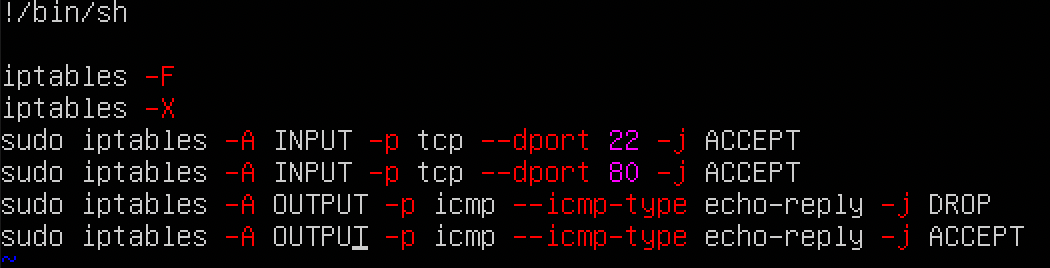 !/bin/sh
iptables -F
iptables -X
sudo iptables -A INPUT -p tcp --dport 22 -j ACCEPT
sudo iptables -A INPUT -p tcp --dport 80 -j ACCEPT
sudo iptables -A OUTPUT -p icmp --icmp-type echo-reply -j DROP
sudo iptables -A OUTPUT -p icmp --icmp-type echo-reply -j ACCEPT
~